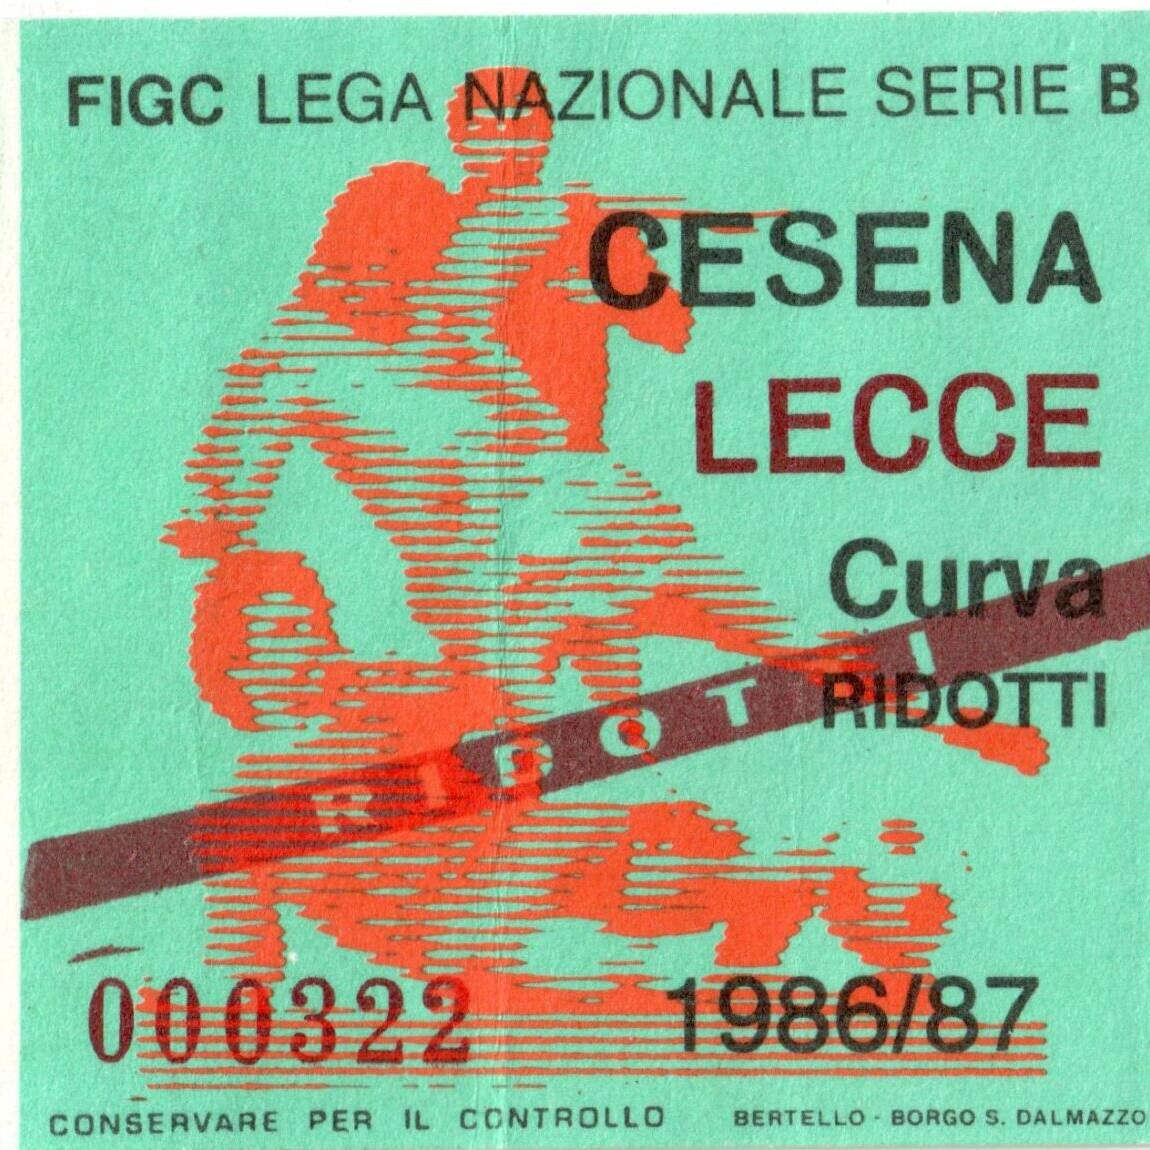 FIGC LEGA NAZIONALE SERIE B
CESENA
LECCE
Curva
RIDOTTI
RIDOTTI
000322
1986/87
CONSERVARE PER IL CONTROLLO
BERTELLO - BORGO S. DALMAZZO